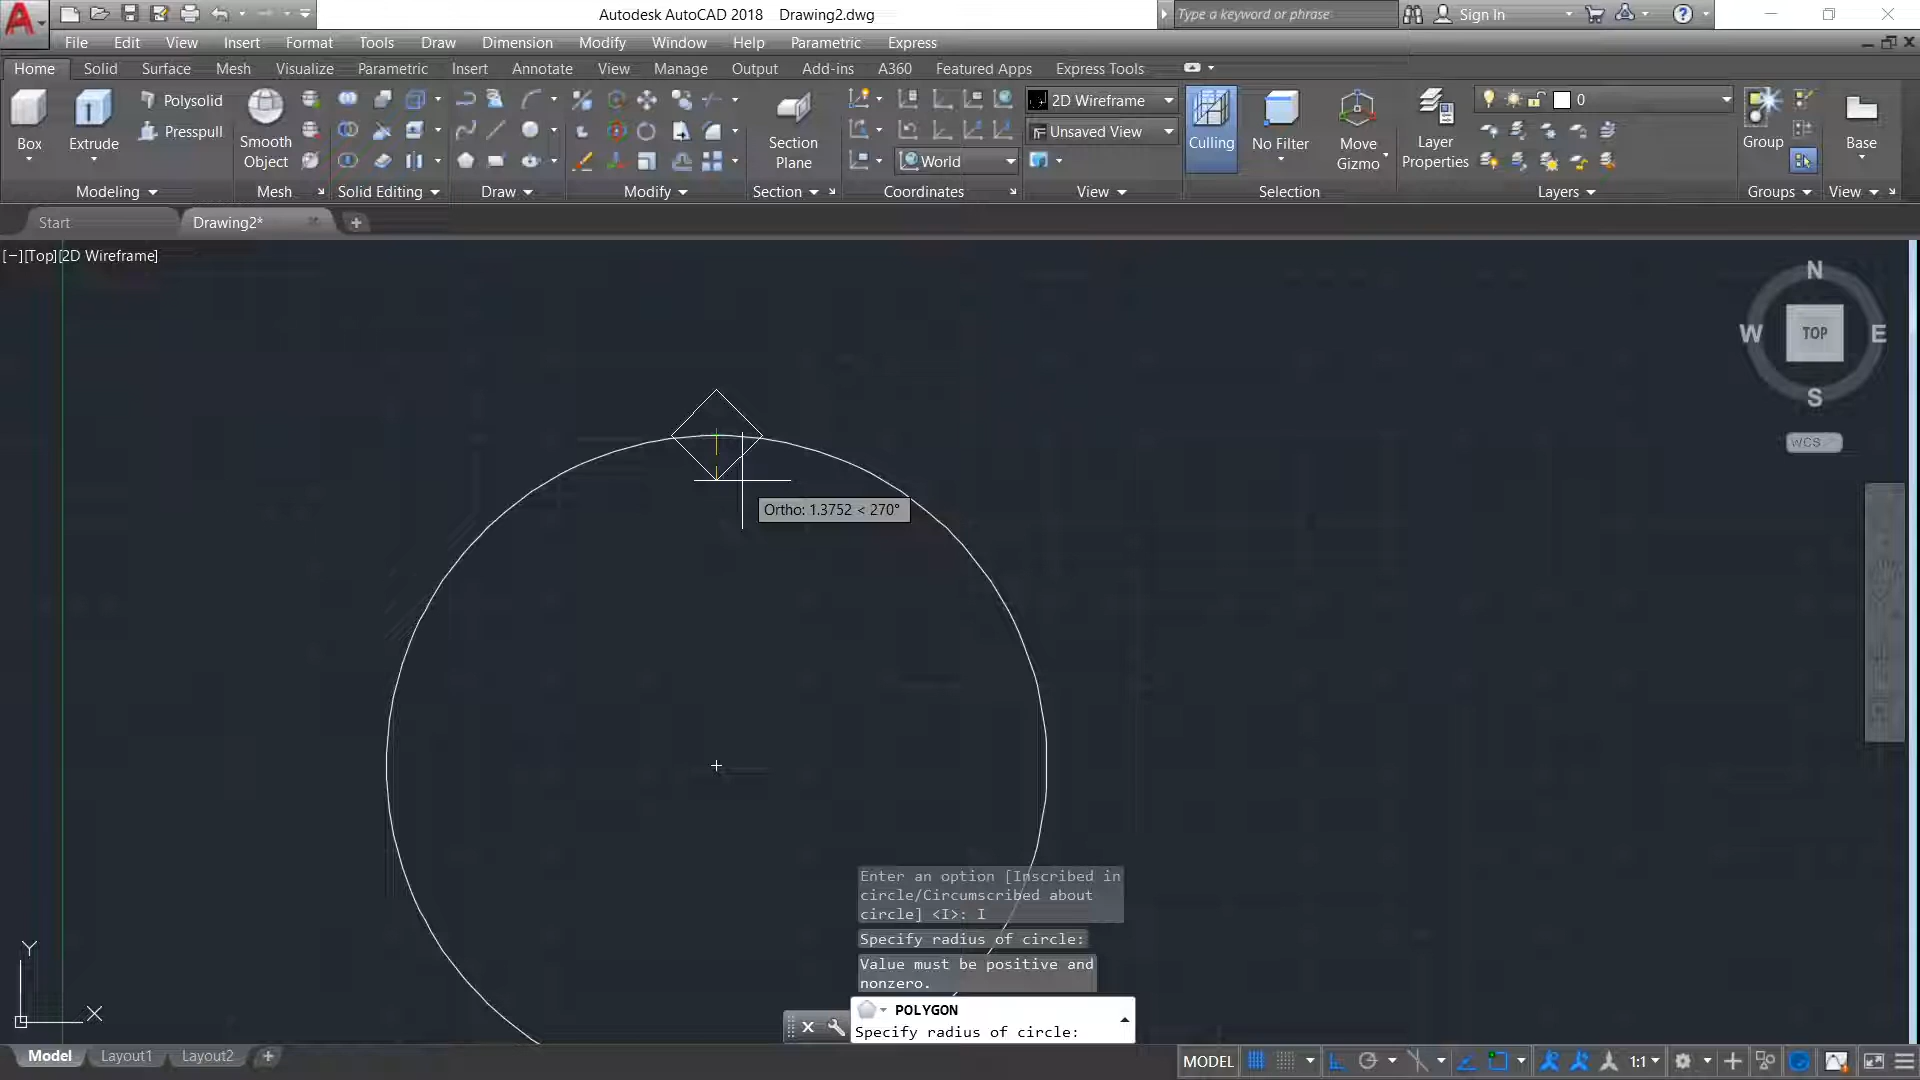 Autodesk AutoCAD 2018 Drawing2.dwg
Type a keyword or phrase
Sign In
File Edit View Insert Format Tools Draw Dimension Modify Window Help Parametric Express
Home Solid Surface Mesh Visualize Parametric Insert Annotate View Manage Output Add-ins A360 Featured Apps Express Tools
Box
Extrude
Polysolid
Presspull
Smooth
Object
Section
Plane
World
2D Wireframe
Unsaved View
Culling
No Filter
Move
Gizmo
Layer
Properties
0
Group
Base
Modeling Mesh Solid Editing Draw Modify Section Coordinates View Selection Layers Groups View
Start
Drawing2*
[−][Top][2D Wireframe]
N
W TOP E
S
WCS
Ortho: 1.3752 < 270°
Enter an option [Inscribed in
circle/Circumscribed about
circle] <I>: I
Specify radius of circle:
Value must be positive and
nonzero.
POLYGON
Specify radius of circle:
Y
X
Model Layout1 Layout2
MODEL
1:1